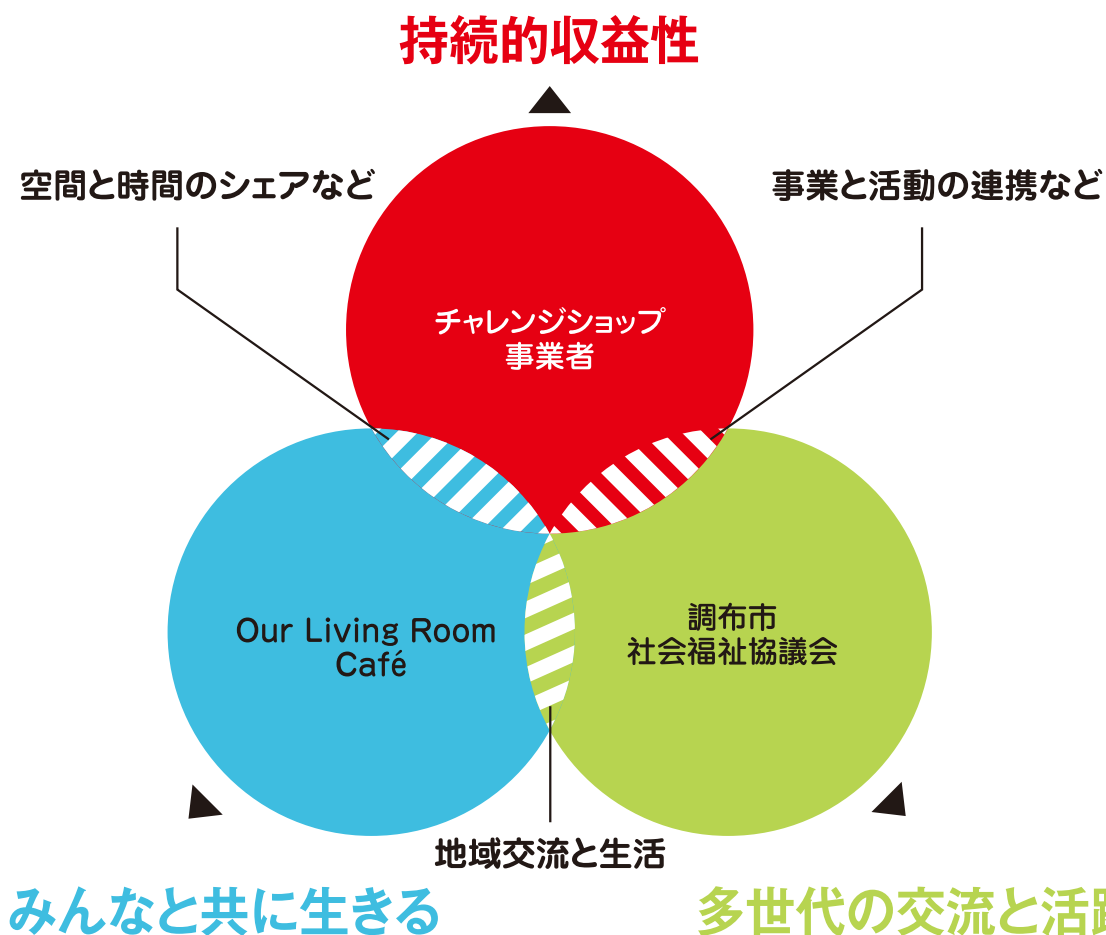 持続的収益性
空間と時間のシェアなど
事業と活動の連携など
チャレンジショップ
事業者
Our Living Room
Café
調布市
社会福祉協議会
地域交流と生活
みんなと共に生きる
多世代の交流と活